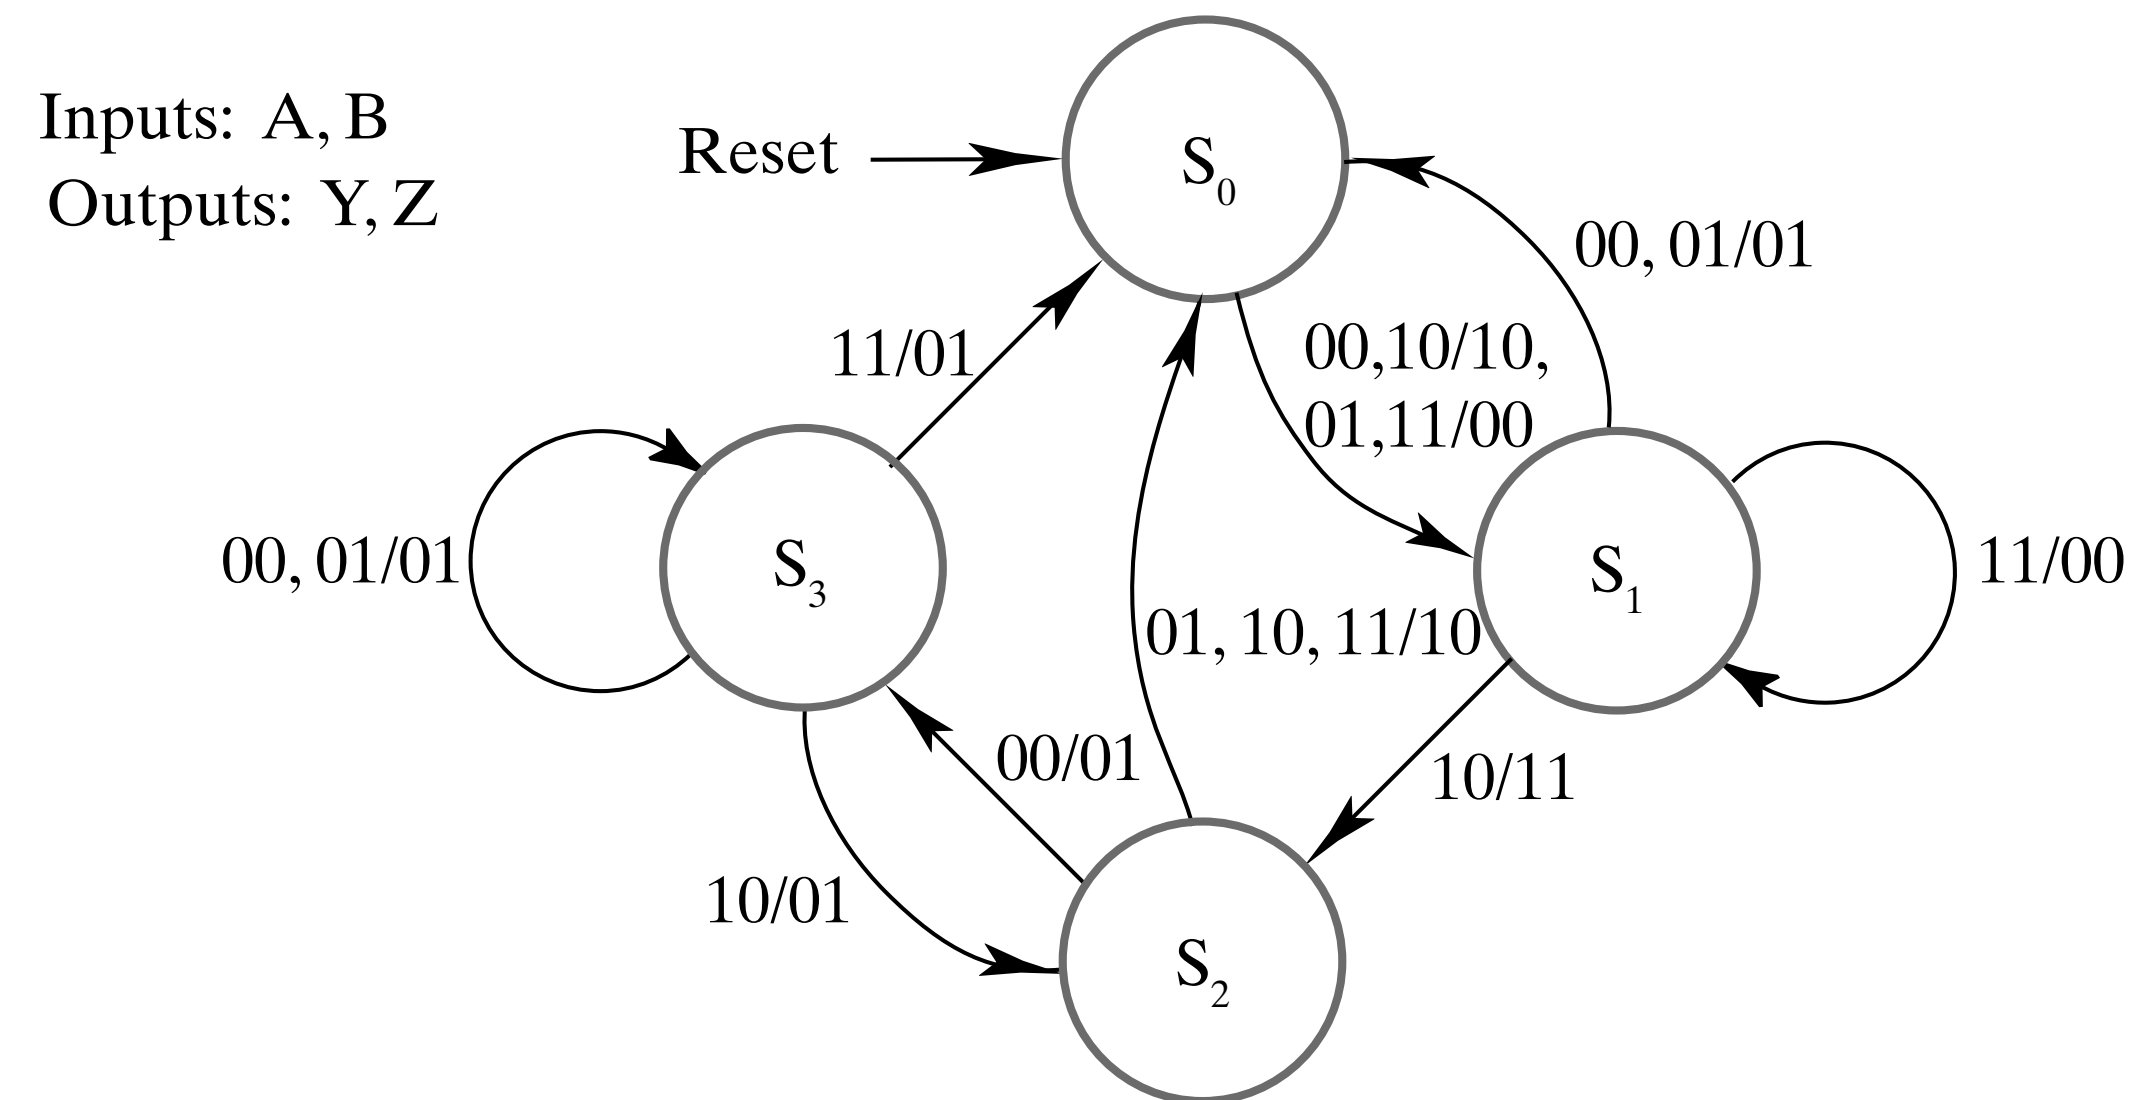 Inputs: A, B
Outputs: Y, Z
Reset
S0
00, 01/01
00,10/10,
01,11/00
11/01
00, 01/01
S3
S1
11/00
01, 10, 11/10
00/01
10/11
10/01
S2